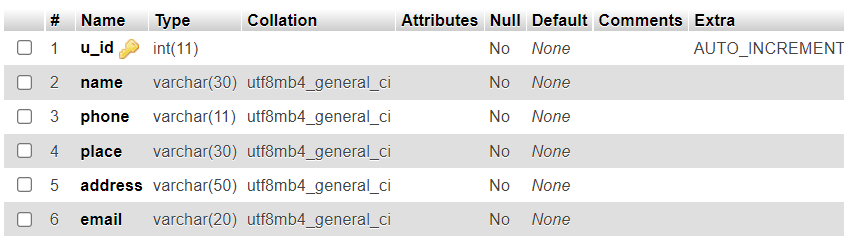 # Name Type Collation Attributes Null Default Comments Extra
1 u_id int(11) No None AUTO_INCREMENT
2 name varchar(30) utf8mb4_general_ci No None
3 phone varchar(11) utf8mb4_general_ci No None
4 place varchar(30) utf8mb4_general_ci No None
5 address varchar(50) utf8mb4_general_ci No None
6 email varchar(20) utf8mb4_general_ci No None